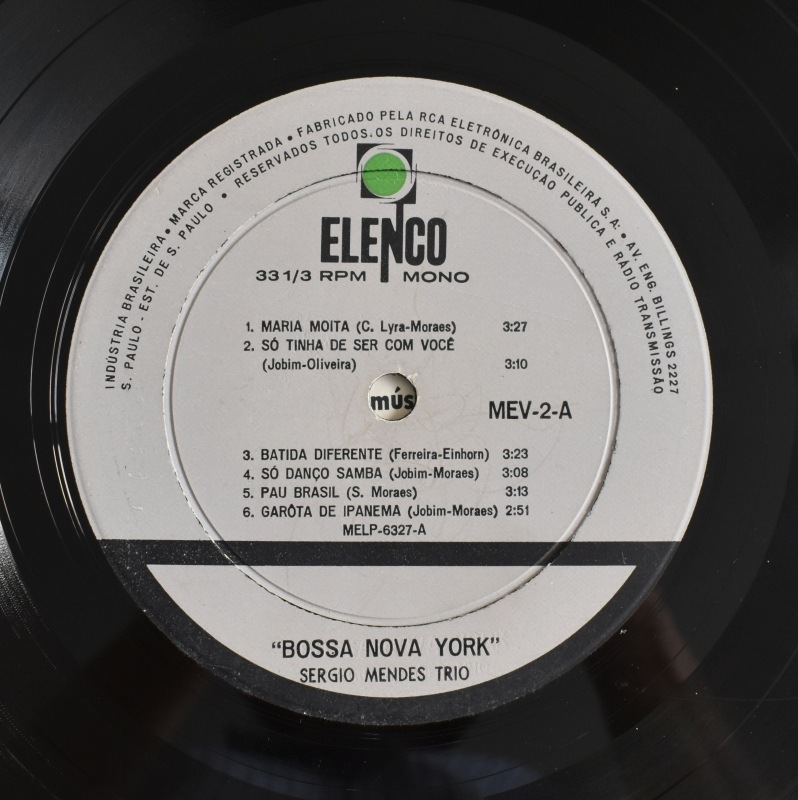 INDÚSTRIA BRASILEIRA • MARCA REGISTRADA • FABRICADO PELA RCA ELETRÔNICA BRASILEIRA S.A. • AV. ENG. BILLINGS 2227
S. PAULO - EST. DE S. PAULO • RESERVADOS TODOS.OS DIREITOS DE EXECUÇÃO PUBLICA E RÁDIO TRANSMISSÃO
ELENCO
33 1/3 RPM MONO
1. MARIA MOITA (C. Lyra-Moraes) 3:27
2. SÓ TINHA DE SER COM VOCÊ
(Jobim-Oliveira) 3:10
mús
MEV-2-A
3. BATIDA DIFERENTE (Ferreira-Einhorn) 3:23
4. SÓ DANÇO SAMBA (Jobim-Moraes) 3:08
5. PAU BRASIL (S. Moraes) 3:13
6. GARÔTA DE IPANEMA (Jobim-Moraes) 2:51
MELP-6327-A
"BOSSA NOVA YORK"
SERGIO MENDES TRIO